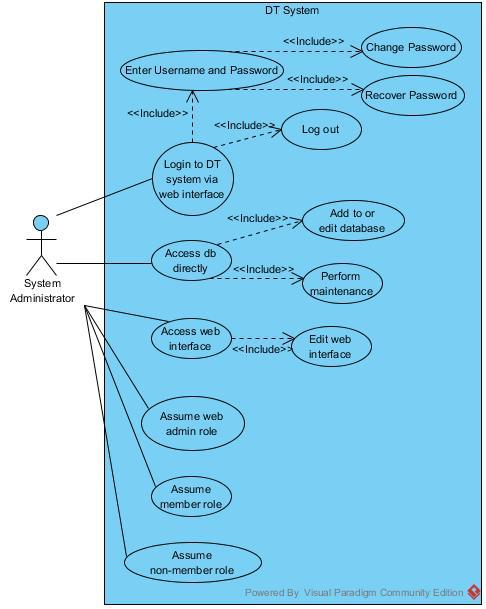 DT System
<<Include>>
Change Password
Enter Username and Password
<<Include>>
Recover Password
<<Include>>
<<Include>>
Log out
Login to DT
system via
web interface
<<Include>>
Add to or
edit database
Access db
directly
<<Include>>
Perform
maintenance
System
Administrator
Access web
interface
<<Include>>
Edit web
interface
Assume web
admin role
Assume
member role
Assume
non-member role
Powered By Visual Paradigm Community Edition